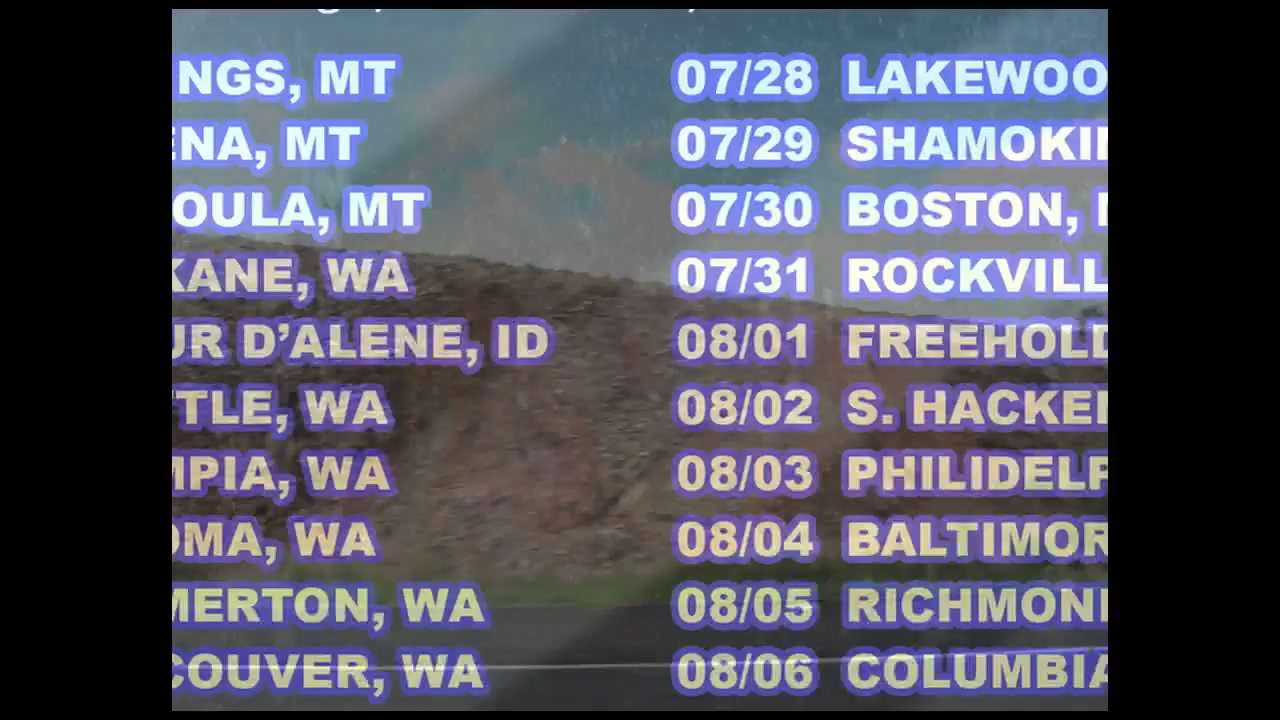 NGS, MT 07/28 LAKEWOO
ENA, MT 07/29 SHAMOKI
OULA, MT 07/30 BOSTON,
KANE, WA 07/31 ROCKVILL
UR D’ALENE, ID 08/01 FREEHOLD
TLE, WA 08/02 S. HACKE
MPIA, WA 08/03 PHILIDELP
OMA, WA 08/04 BALTIMOR
MERTON, WA 08/05 RICHMON
COUVER, WA 08/06 COLUMBIA